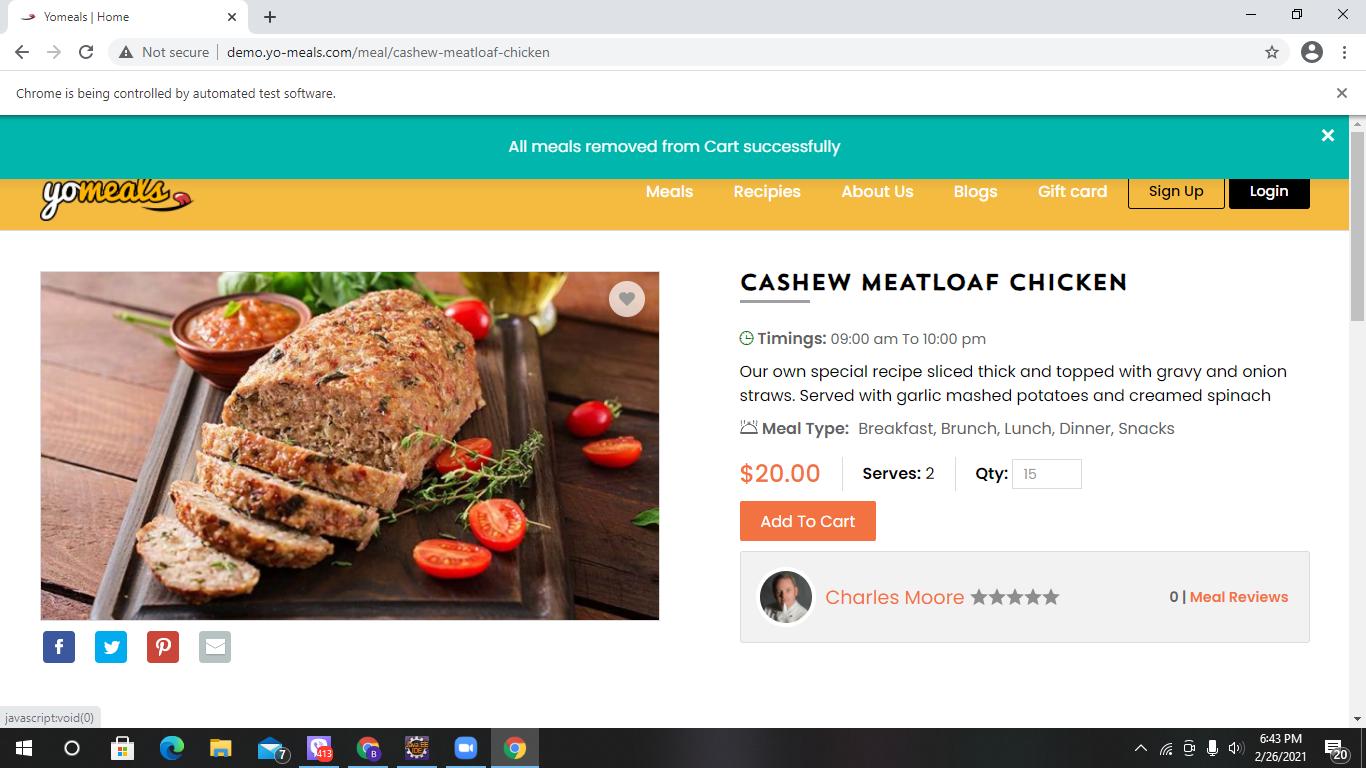 Yomeals | Home
Not secure
demo.yo-meals.com/meal/cashew-meatloaf-chicken
Chrome is being controlled by automated test software.
All meals removed from Cart successfully
yomeals
Meals
Recipies
About Us
Blogs
Gift card
Sign Up
Login
CASHEW MEATLOAF CHICKEN
Timings: 09:00 am To 10:00 pm
Our own special recipe sliced thick and topped with gravy and onion
straws. Served with garlic mashed potatoes and creamed spinach
Meal Type: Breakfast, Brunch, Lunch, Dinner, Snacks
$20.00
Serves: 2
Qty: 15
Add To Cart
Charles Moore
0 | Meal Reviews
javascript:void(0)
7
413
B
Java EE
IDE
6:43 PM
2/26/2021
20